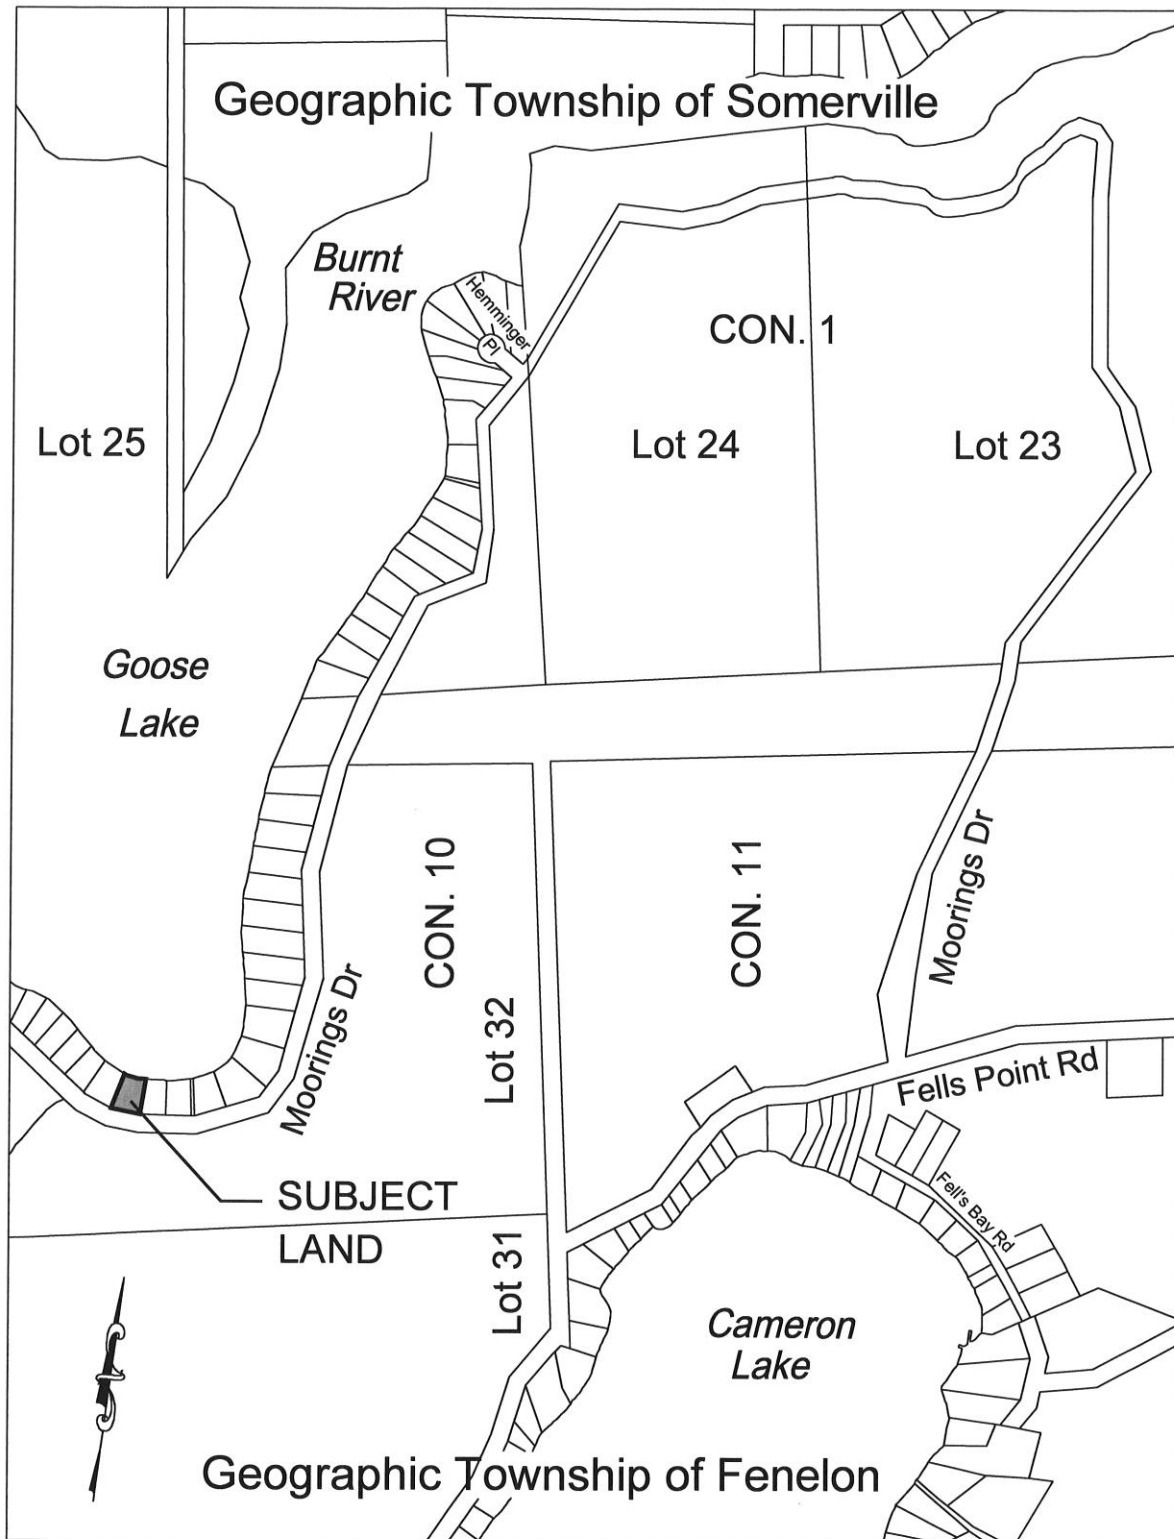 Geographic Township of Somerville
Burnt
River
Hemminger
Pl
CON. 1
Lot 25
Lot 24
Lot 23
Goose
Lake
CON. 10
CON. 11
Moorings Dr
Lot 32
Moorings Dr
Fells Point Rd
SUBJECT
LAND
Fell's Bay Rd
Lot 31
Cameron
Lake
Geographic Township of Fenelon